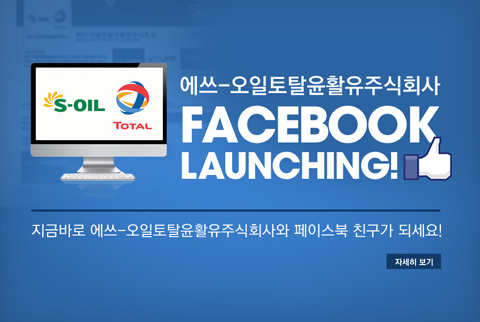 S-OIL
TOTAL
에쓰-오일토탈윤활유주식회사
FACEBOOK
LAUNCHING!
지금바로 에쓰-오일토탈윤활유주식회사와 페이스북 친구가 되세요!
자세히 보기